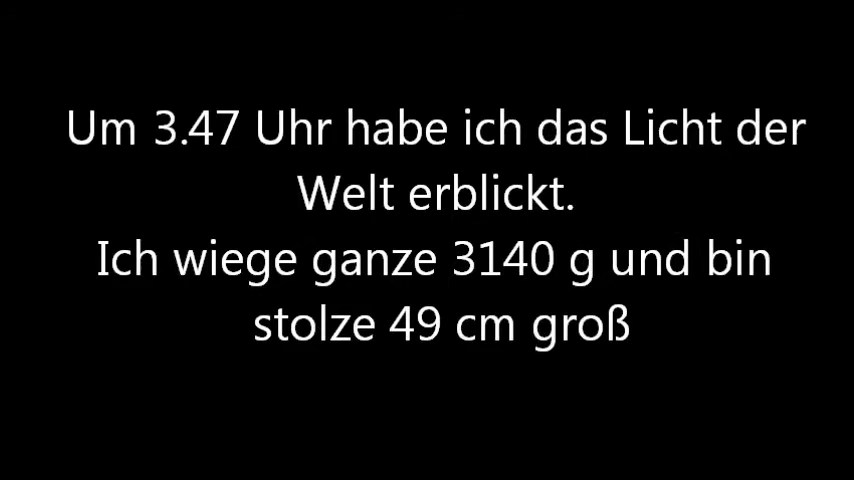 Um 3.47 Uhr habe ich das Licht der
Welt erblickt.
Ich wiege ganze 3140 g und bin
stolze 49 cm groß